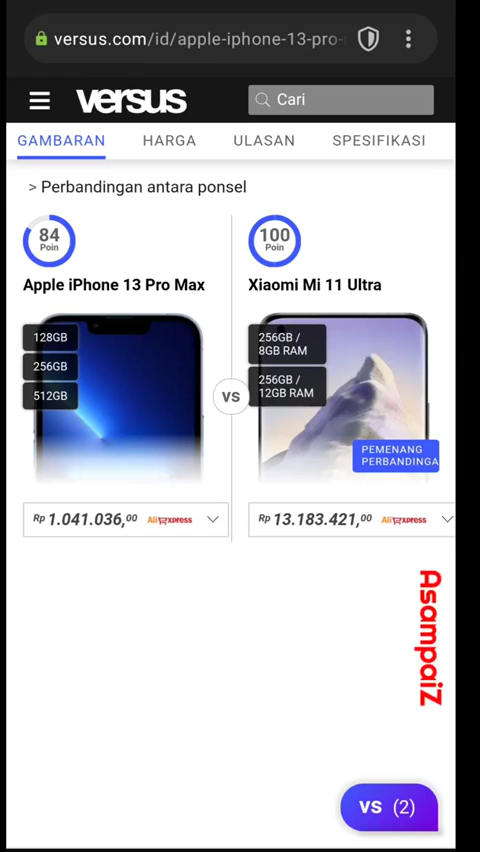 versus.com/id/apple-iphone-13-pro-
versus
Cari
GAMBARAN HARGA ULASAN SPESIFIKASI
> Perbandingan antara ponsel
84
Poin
Apple iPhone 13 Pro Max
128GB
256GB
512GB
Rp 1.041.036,00 AliExpress
VS
100
Poin
Xiaomi Mi 11 Ultra
256GB /
8GB RAM
256GB /
12GB RAM
PEMENANG
PERBANDINGA
Rp 13.183.421,00 AliExpress
AsampaiZ
VS (2)